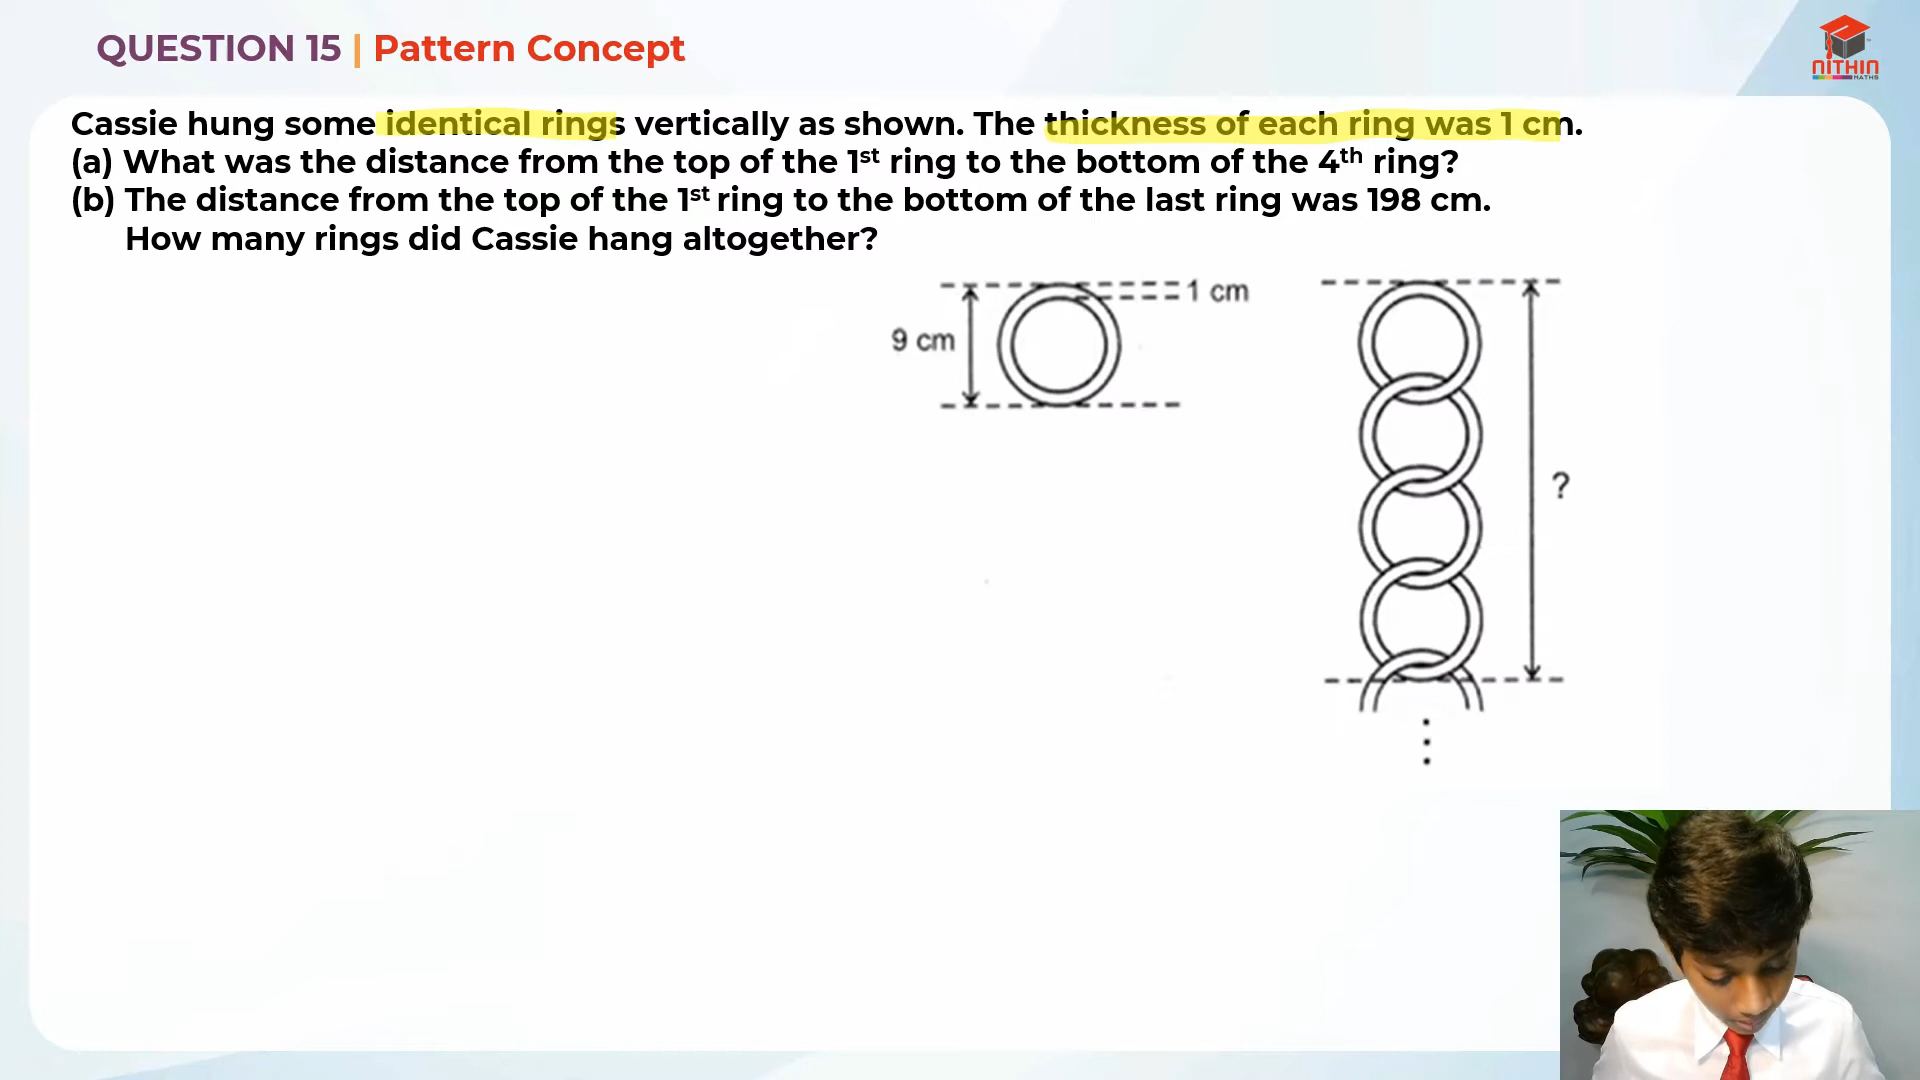 QUESTION 15 | Pattern Concept
NITHIN
MATHS
Cassie hung some identical rings vertically as shown. The thickness of each ring was 1 cm.
(a) What was the distance from the top of the 1st ring to the bottom of the 4th ring?
(b) The distance from the top of the 1st ring to the bottom of the last ring was 198 cm.
How many rings did Cassie hang altogether?
1 cm
9 cm
?